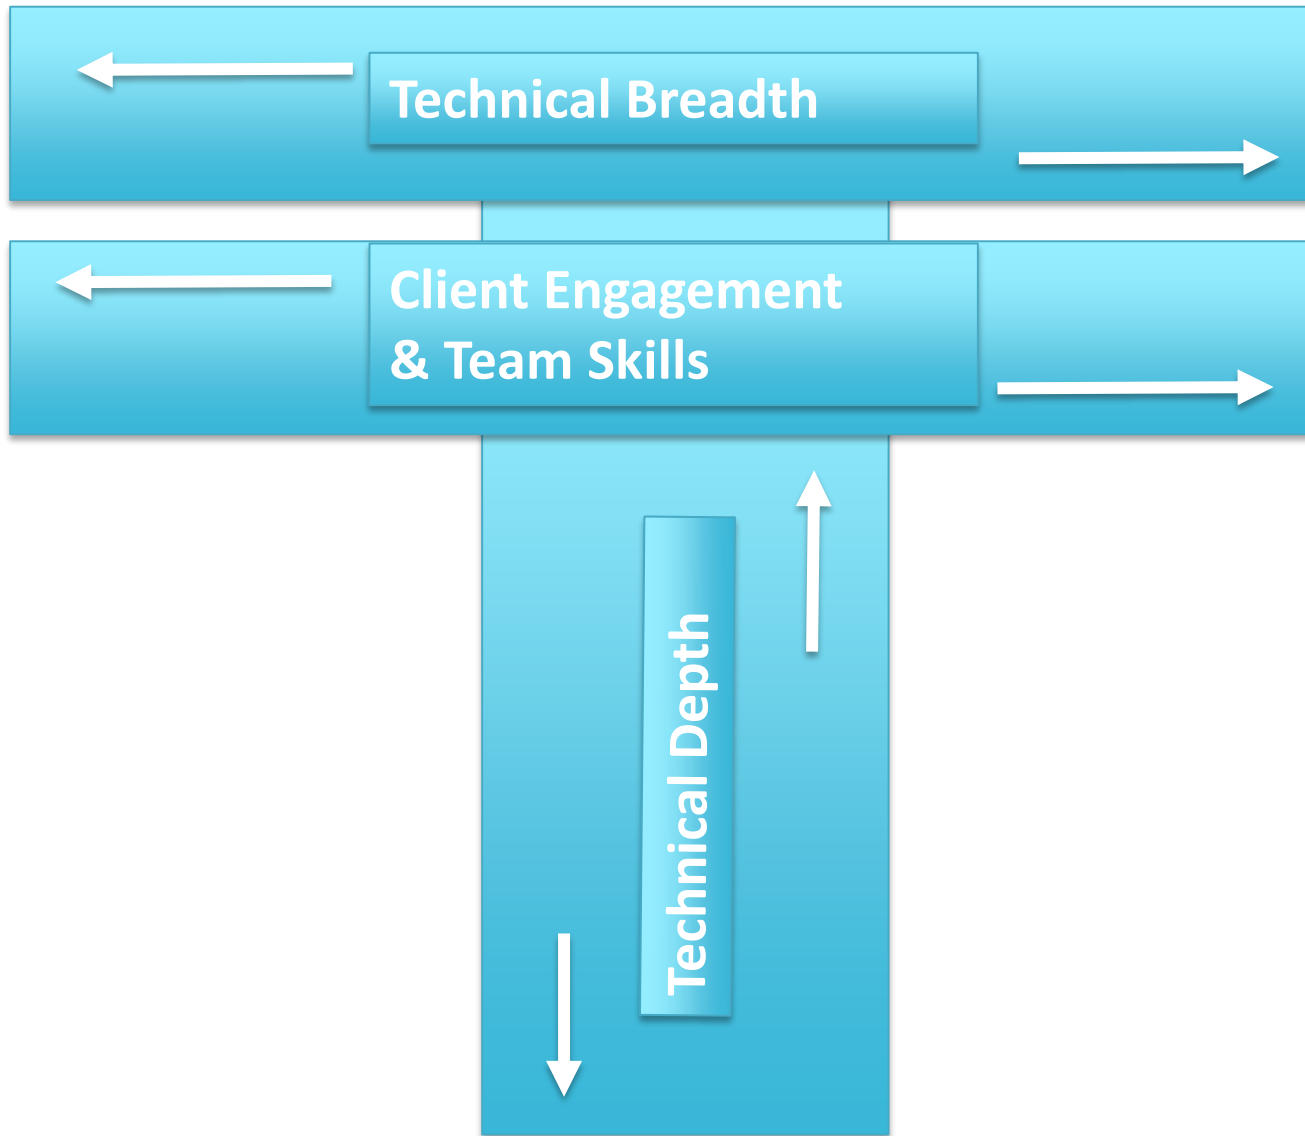 Technical Breadth
Client Engagement
& Team Skills
Technical Depth